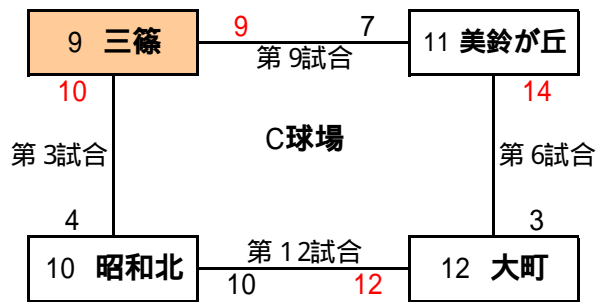 9 三篠
9
7
第9試合
11 美鈴が丘
10
14
第3試合
C球場
第6試合
4
3
10 昭和北
第12試合
10
12
12 大町